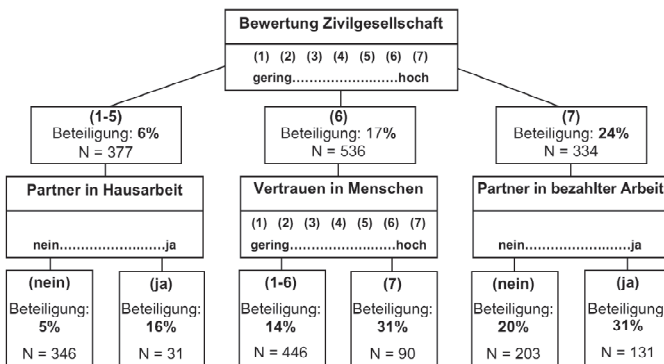 Bewertung Zivilgesellschaft
(1) (2) (3) (4) (5) (6) (7)
gering........................hoch
(1-5)
Beteiligung: 6%
N = 377
(6)
Beteiligung: 17%
N = 536
(7)
Beteiligung: 24%
N = 334
Partner in Hausarbeit
nein........................ja
Vertrauen in Menschen
(1) (2) (3) (4) (5) (6) (7)
gering........................hoch
Partner in bezahlter Arbeit
nein........................ja
(nein)
Beteiligung:
5%
N = 346
(ja)
Beteiligung:
16%
N = 31
(1-6)
Beteiligung:
14%
N = 446
(7)
Beteiligung:
31%
N = 90
(nein)
Beteiligung:
20%
N = 203
(ja)
Beteiligung:
31%
N = 131